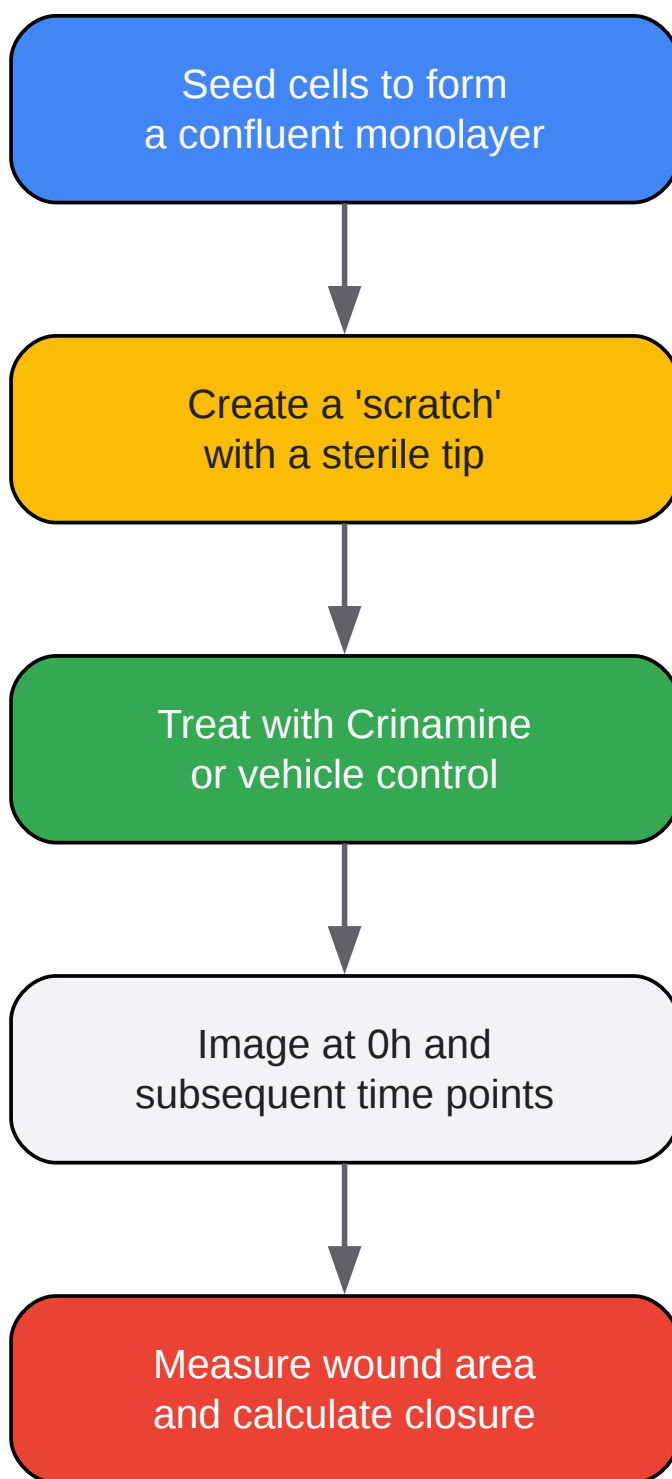 Seed cells to form
a confluent monolayer
Create a 'scratch'
with a sterile tip
Treat with Crinamine
or vehicle control
Image at 0h and
subsequent time points
Measure wound area
and calculate closure